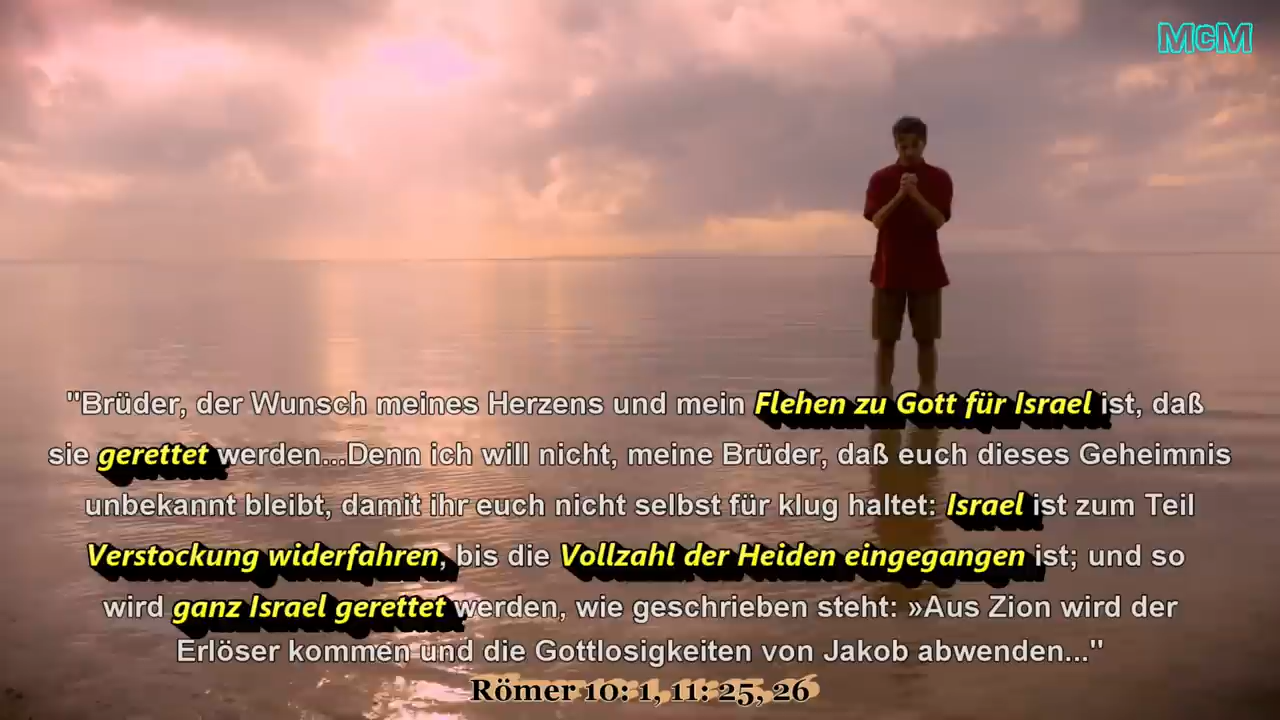 McM
"Brüder, der Wunsch meines Herzens und mein Flehen zu Gott für Israel ist, daß
sie gerettet werden...Denn ich will nicht, meine Brüder, daß euch dieses Geheimnis
unbekannt bleibt, damit ihr euch nicht selbst für klug haltet: Israel ist zum Teil
Verstockung widerfahren, bis die Vollzahl der Heiden eingegangen ist; und so
wird ganz Israel gerettet werden, wie geschrieben steht: »Aus Zion wird der
Erlöser kommen und die Gottlosigkeiten von Jakob abwenden..."
Römer 10: 1, 11: 25, 26